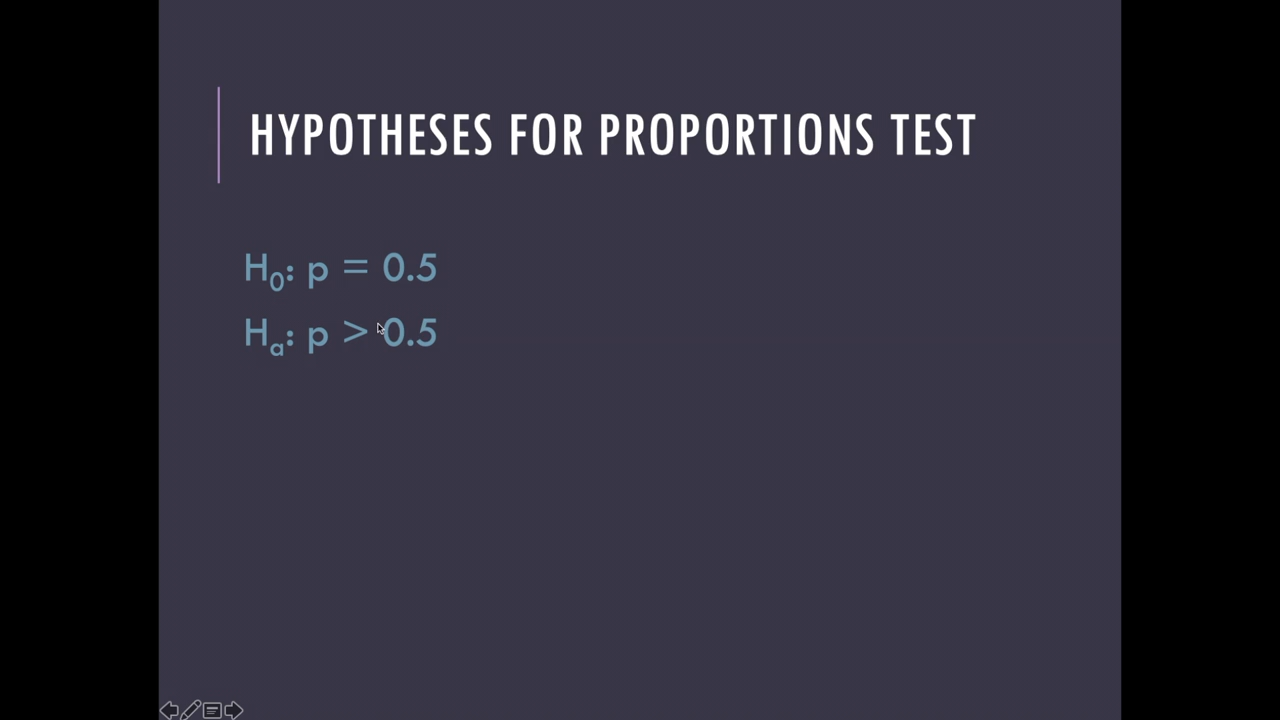 HYPOTHESES FOR PROPORTIONS TEST
H₀: p = 0.5
Hₐ: p > 0.5